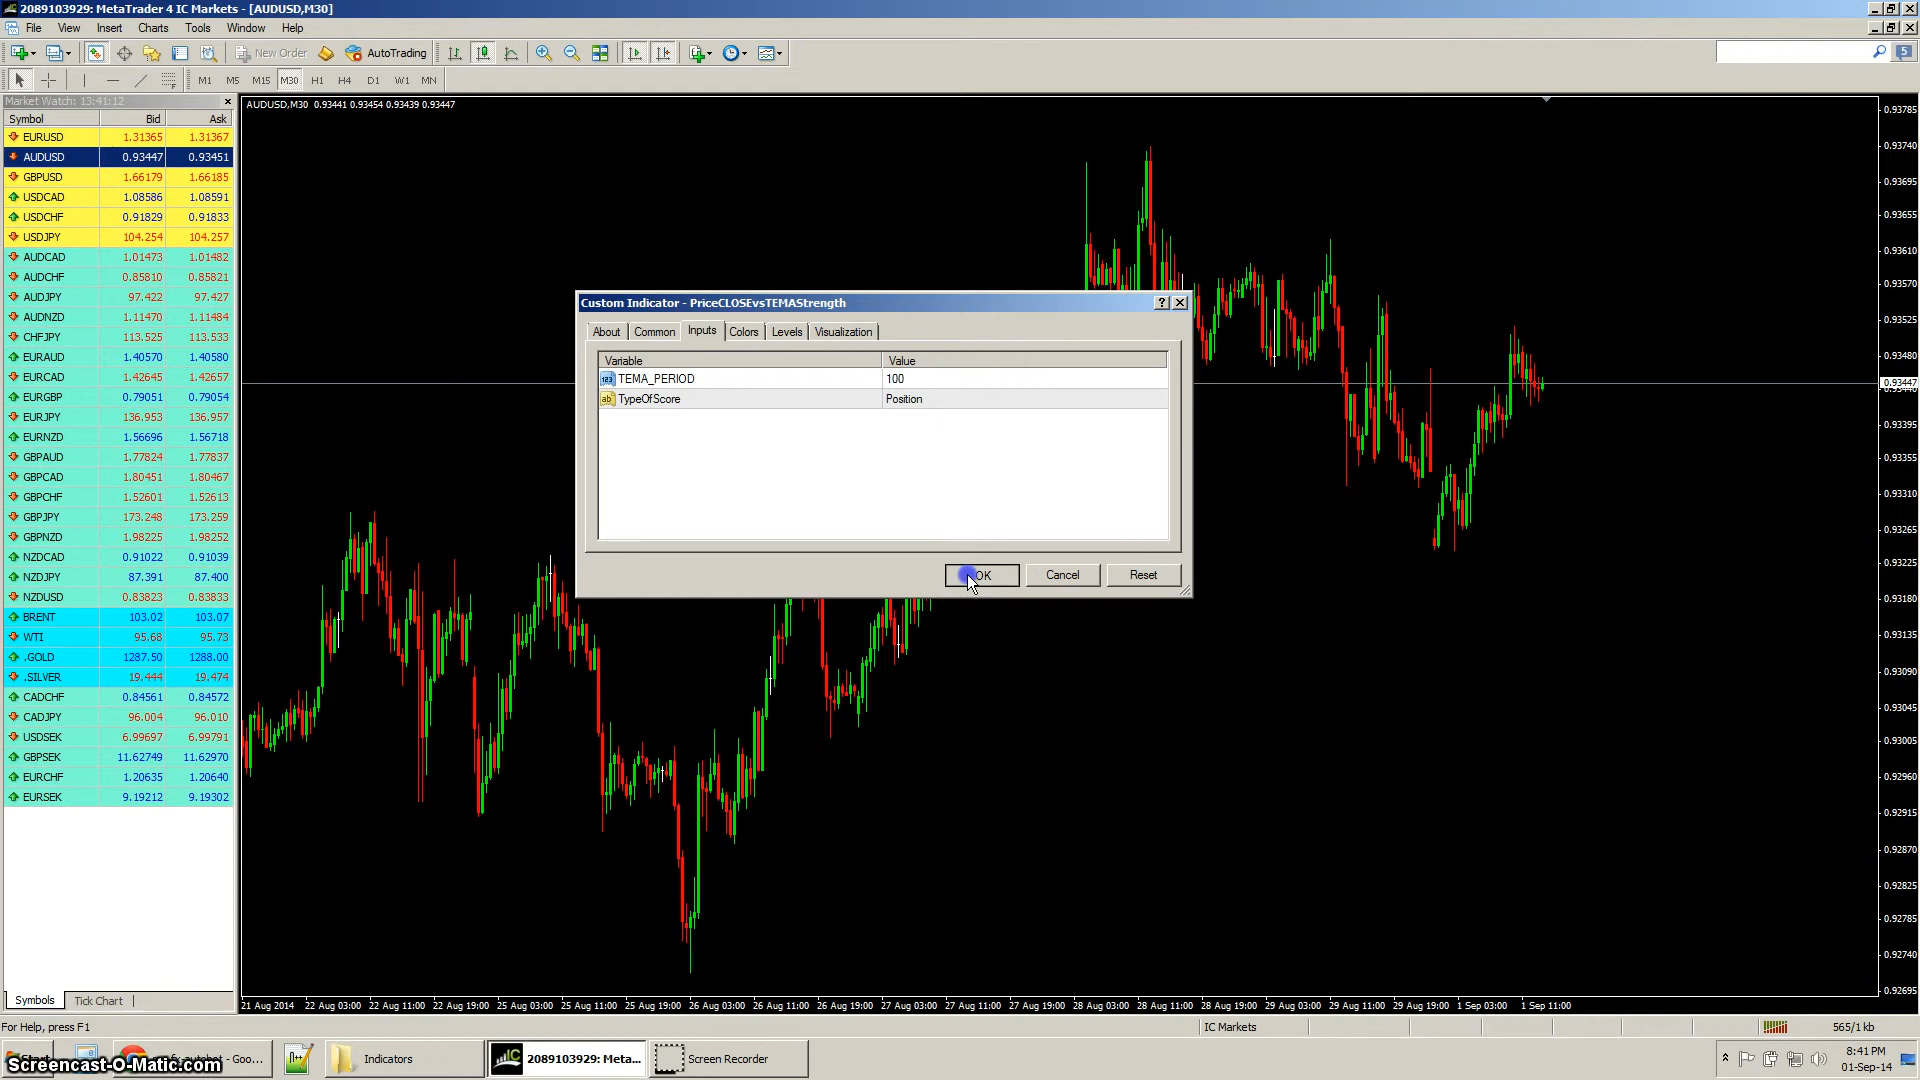 2089103929: MetaTrader 4 IC Markets - [AUDUSD,M30]
File View Insert Charts Tools Window Help
New Order AutoTrading 5
M1 M5 M15 M30 H1 H4 D1 W1 MN
Market Watch: 13:41:12
Symbol Bid Ask
EURUSD 1.31365 1.31367
AUDUSD 0.93447 0.93451
GBPUSD 1.66179 1.66185
USDCAD 1.08586 1.08591
USDCHF 0.91829 0.91833
USDJPY 104.254 104.257
AUDCAD 1.01473 1.01482
AUDCHF 0.85810 0.85821
AUDJPY 97.422 97.427
AUDNZD 1.11470 1.11484
CHFJPY 113.525 113.533
EURAUD 1.40570 1.40580
EURCAD 1.42645 1.42657
EURGBP 0.79051 0.79054
EURJPY 136.953 136.957
EURNZD 1.56696 1.56718
GBPAUD 1.77824 1.77837
GBPCAD 1.80451 1.80467
GBPCHF 1.52601 1.52613
GBPJPY 173.248 173.259
GBPNZD 1.98225 1.98252
NZDCAD 0.91022 0.91039
NZDJPY 87.391 87.400
NZDUSD 0.83823 0.83833
BRENT 103.02 103.07
WTI 95.68 95.73
.GOLD 1287.50 1288.00
.SILVER 19.444 19.474
CADCHF 0.84561 0.84572
CADJPY 96.004 96.010
USDSEK 6.99697 6.99791
GBPSEK 11.62749 11.62970
EURCHF 1.20635 1.20640
EURSEK 9.19212 9.19302
Symbols Tick Chart
AUDUSD,M30 0.93441 0.93454 0.93439 0.93447
Custom Indicator - PriceCLOSEvsTEMAStrength
About Common Inputs Colors Levels Visualization
Variable Value
TEMA_PERIOD 100
TypeOfScore Position
OK Cancel Reset
0.93785
0.93740
0.93695
0.93655
0.93610
0.93570
0.93525
0.93480
0.93447
0.93395
0.93355
0.93310
0.93265
0.93225
0.93180
0.93135
0.93090
0.93045
0.93005
0.92960
0.92915
0.92870
0.92825
0.92785
0.92740
0.92695
21 Aug 2014 22 Aug 03:00 22 Aug 11:00 22 Aug 19:00 25 Aug 03:00 25 Aug 11:00 25 Aug 19:00 26 Aug 03:00 26 Aug 11:00 26 Aug 19:00 27 Aug 03:00 27 Aug 11:00 27 Aug 19:00 28 Aug 03:00 28 Aug 11:00 28 Aug 19:00 29 Aug 03:00 29 Aug 11:00 29 Aug 19:00 1 Sep 03:00 1 Sep 11:00
For Help, press F1 IC Markets 565/1 kb
Goo... Indicators 2089103929: Meta... Screen Recorder
Screencast-O-Matic.com
8:41 PM
01-Sep-14